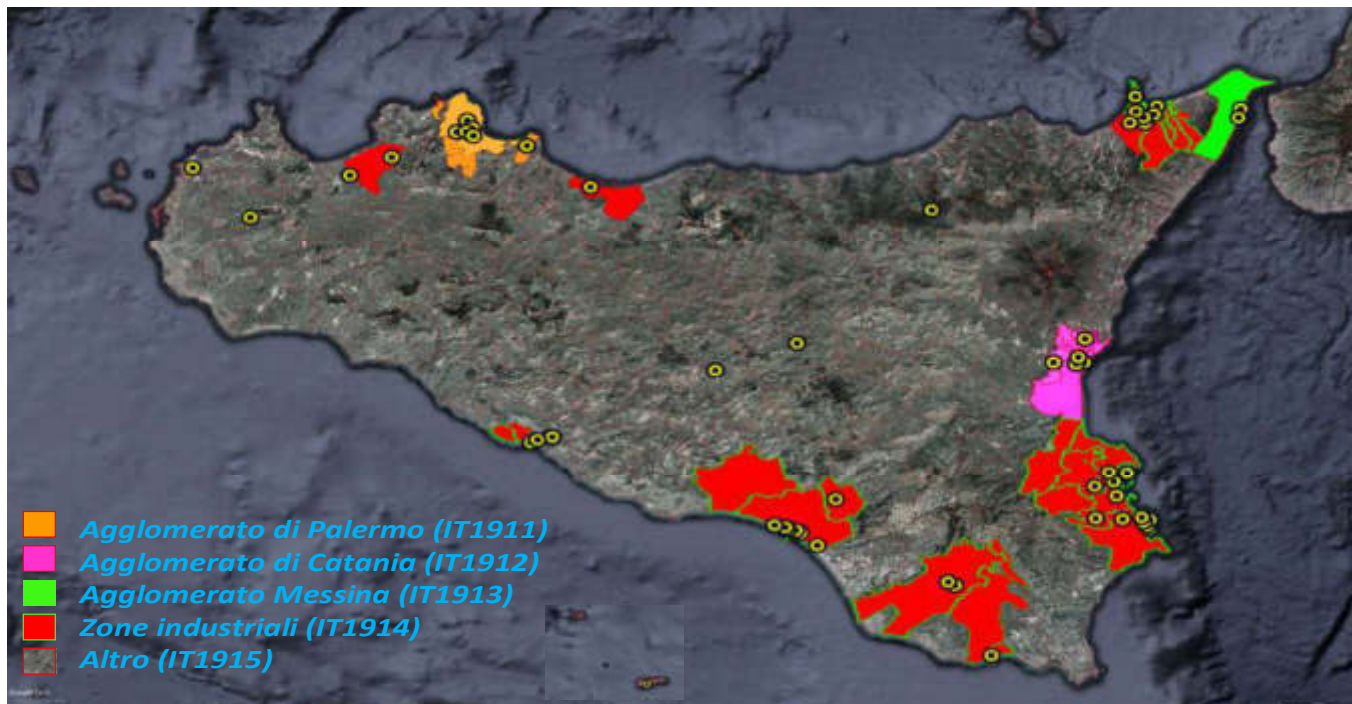 Agglomerato di Palermo (IT1911)
Agglomerato di Catania (IT1912)
Agglomerato Messina (IT1913)
Zone industriali (IT1914)
Altro (IT1915)